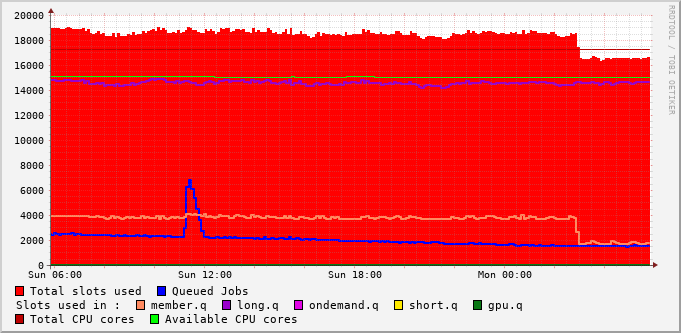 20000
18000
16000
14000
12000
10000
8000
6000
4000
2000
0
Sun 06:00 Sun 12:00 Sun 18:00 Mon 00:00
Total slots used Queued Jobs
Slots used in : member.q long.q ondemand.q short.q gpu.q
Total CPU cores Available CPU cores
RRDTOOL / TOBI OETIKER